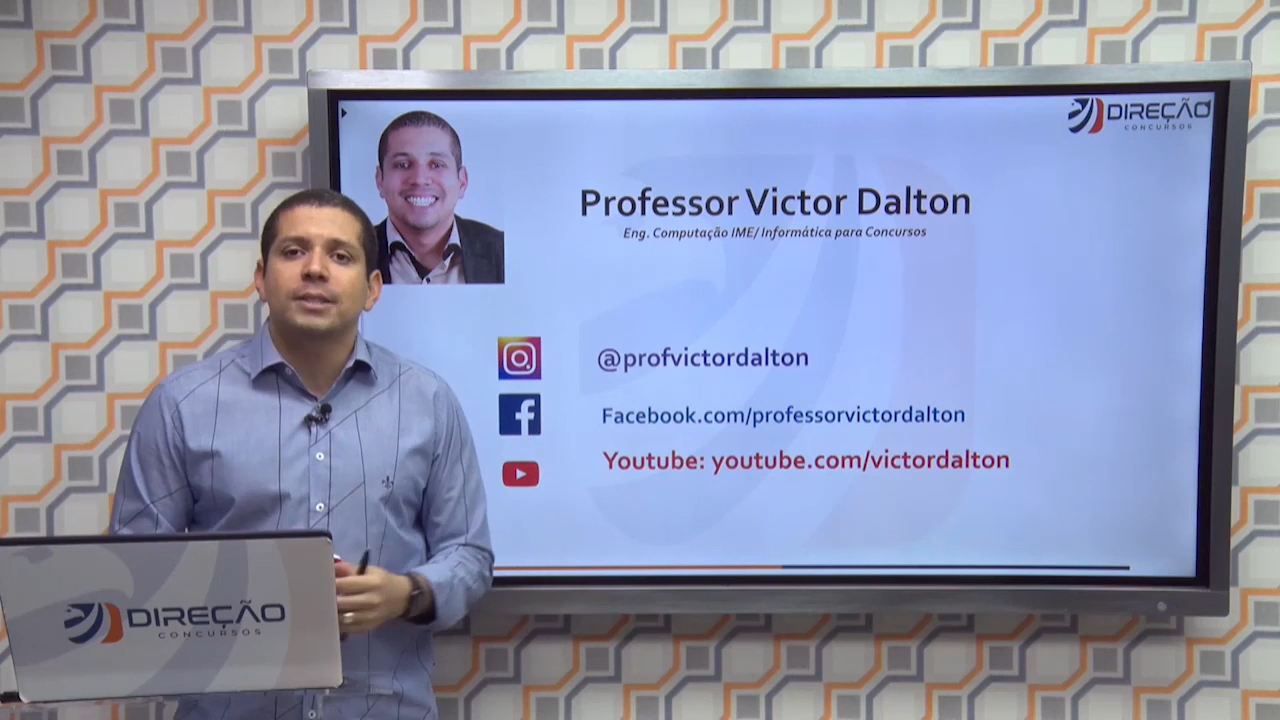 DIREÇÃO
CONCURSOS
Professor Victor Dalton
Eng. Computação IME/ Informática para Concursos
@profvictordalton
Facebook.com/professorvictordalton
Youtube: youtube.com/victordalton
DIREÇÃO
CONCURSOS